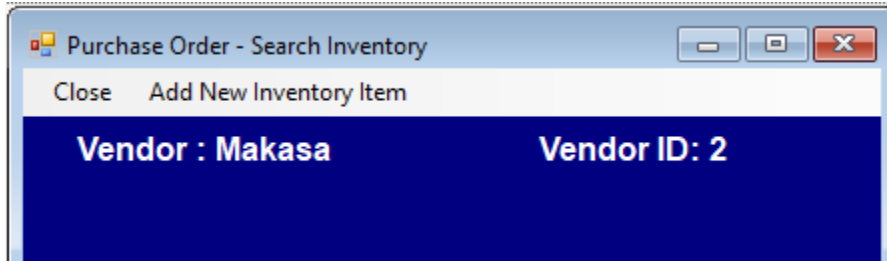 Purchase Order - Search Inventory
Close Add New Inventory Item
Vendor : Makasa Vendor ID: 2